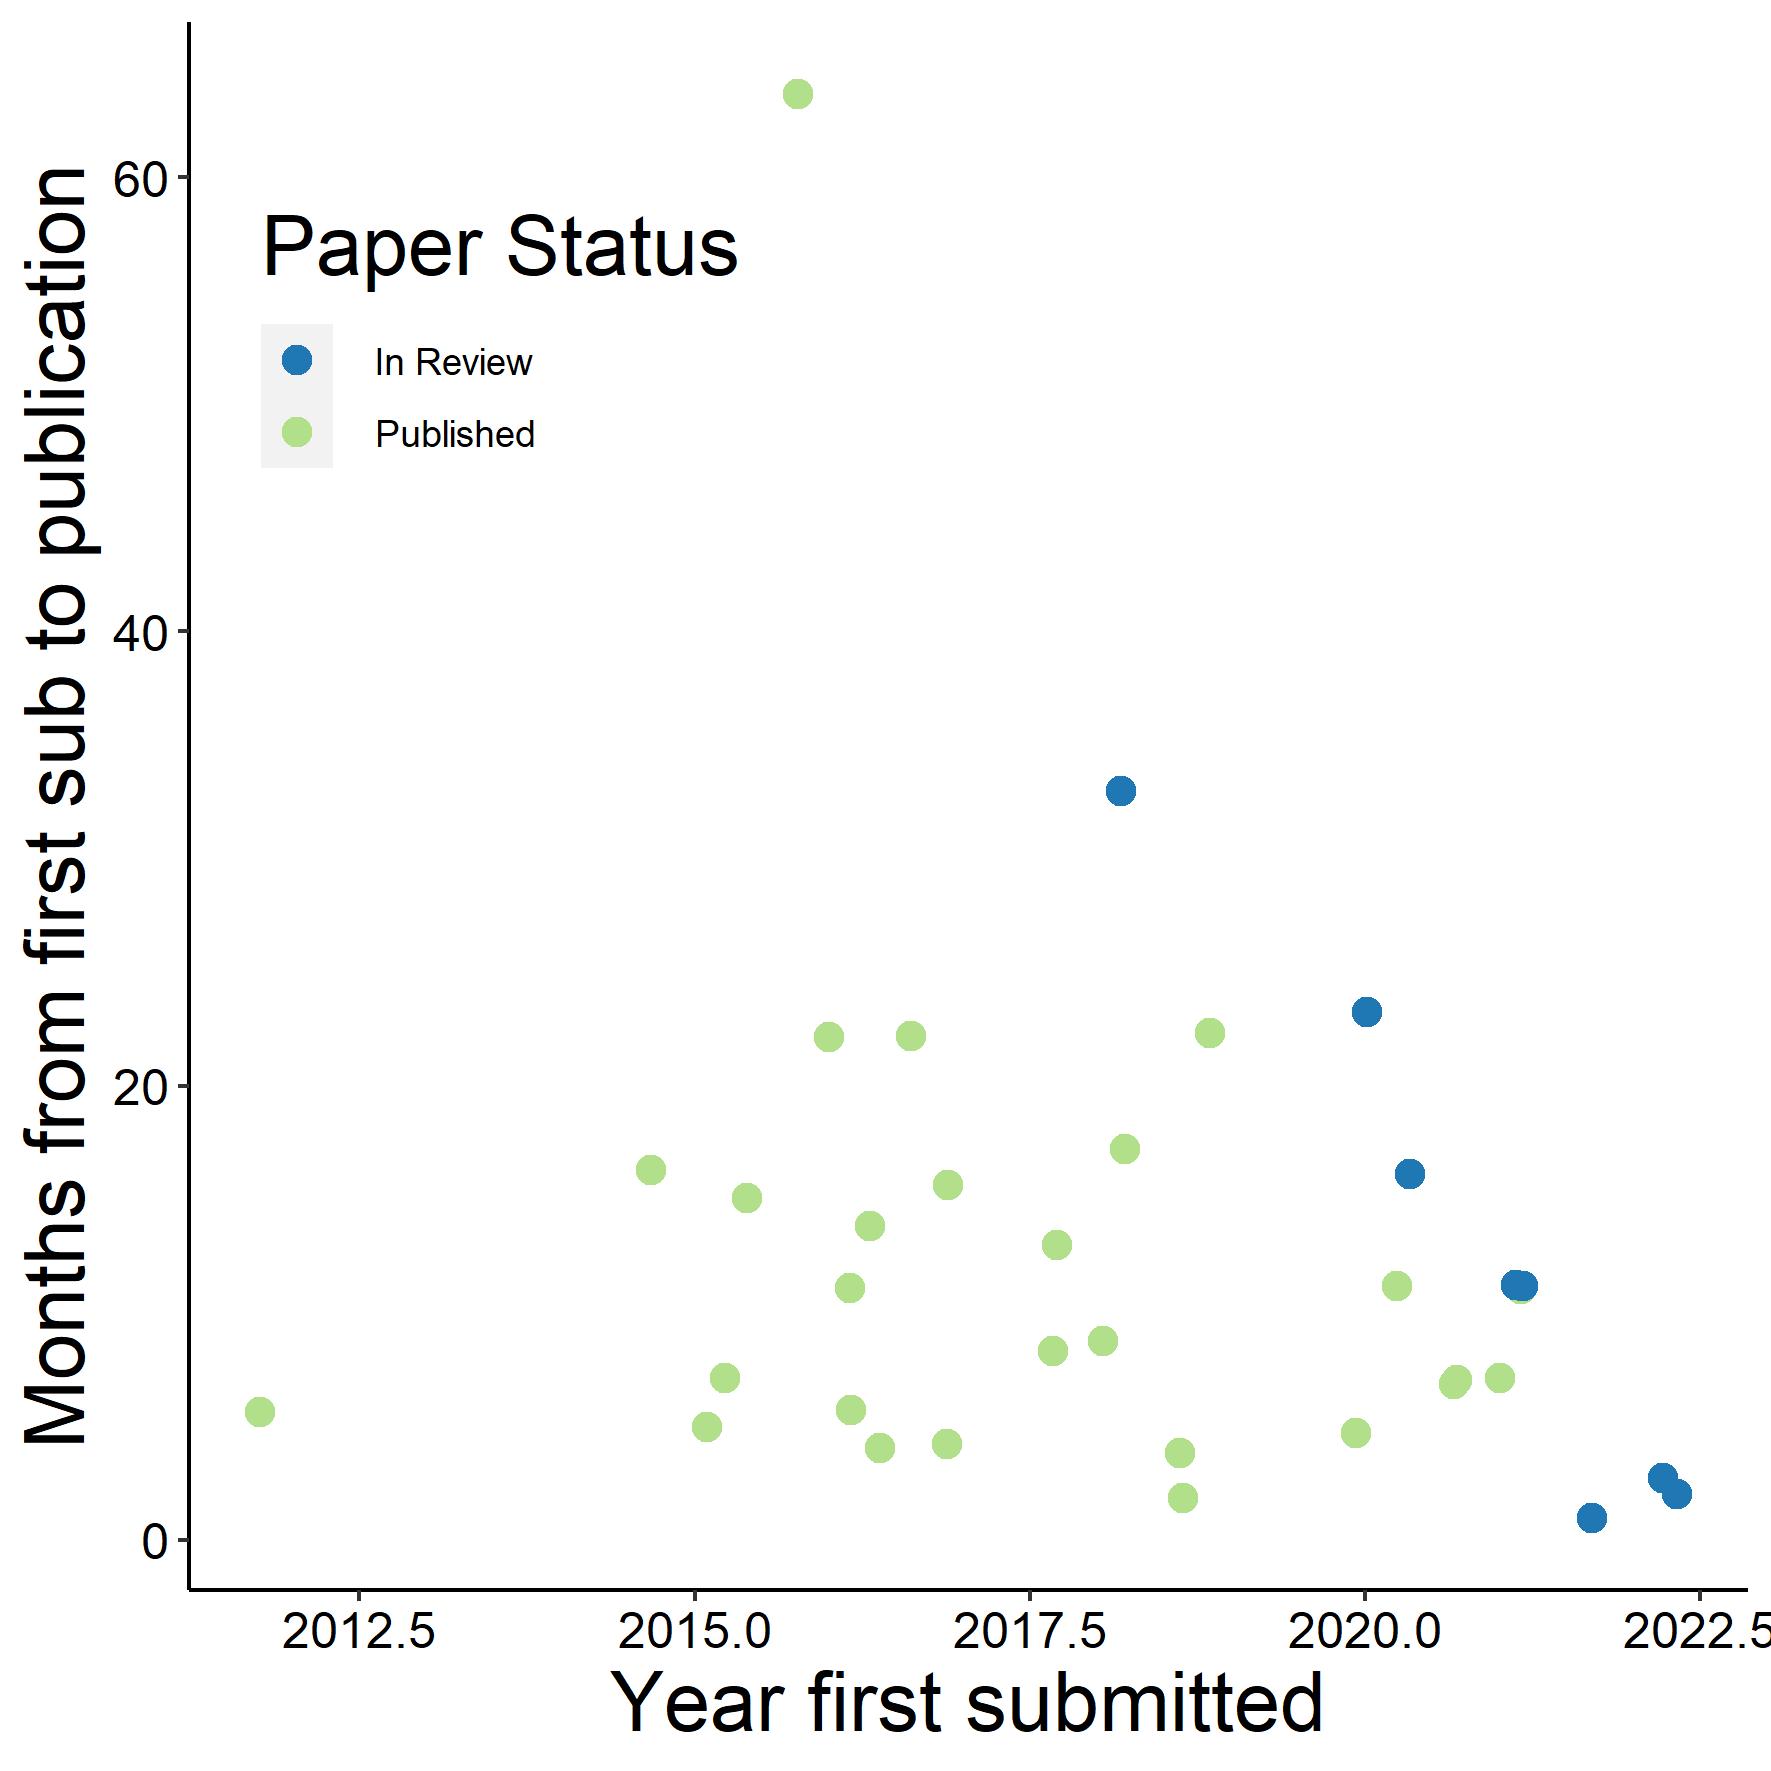 Months from first sub to publication
60
40
20
0
Paper Status
In Review
Published
2012.5 2015.0 2017.5 2020.0 2022.5
Year first submitted